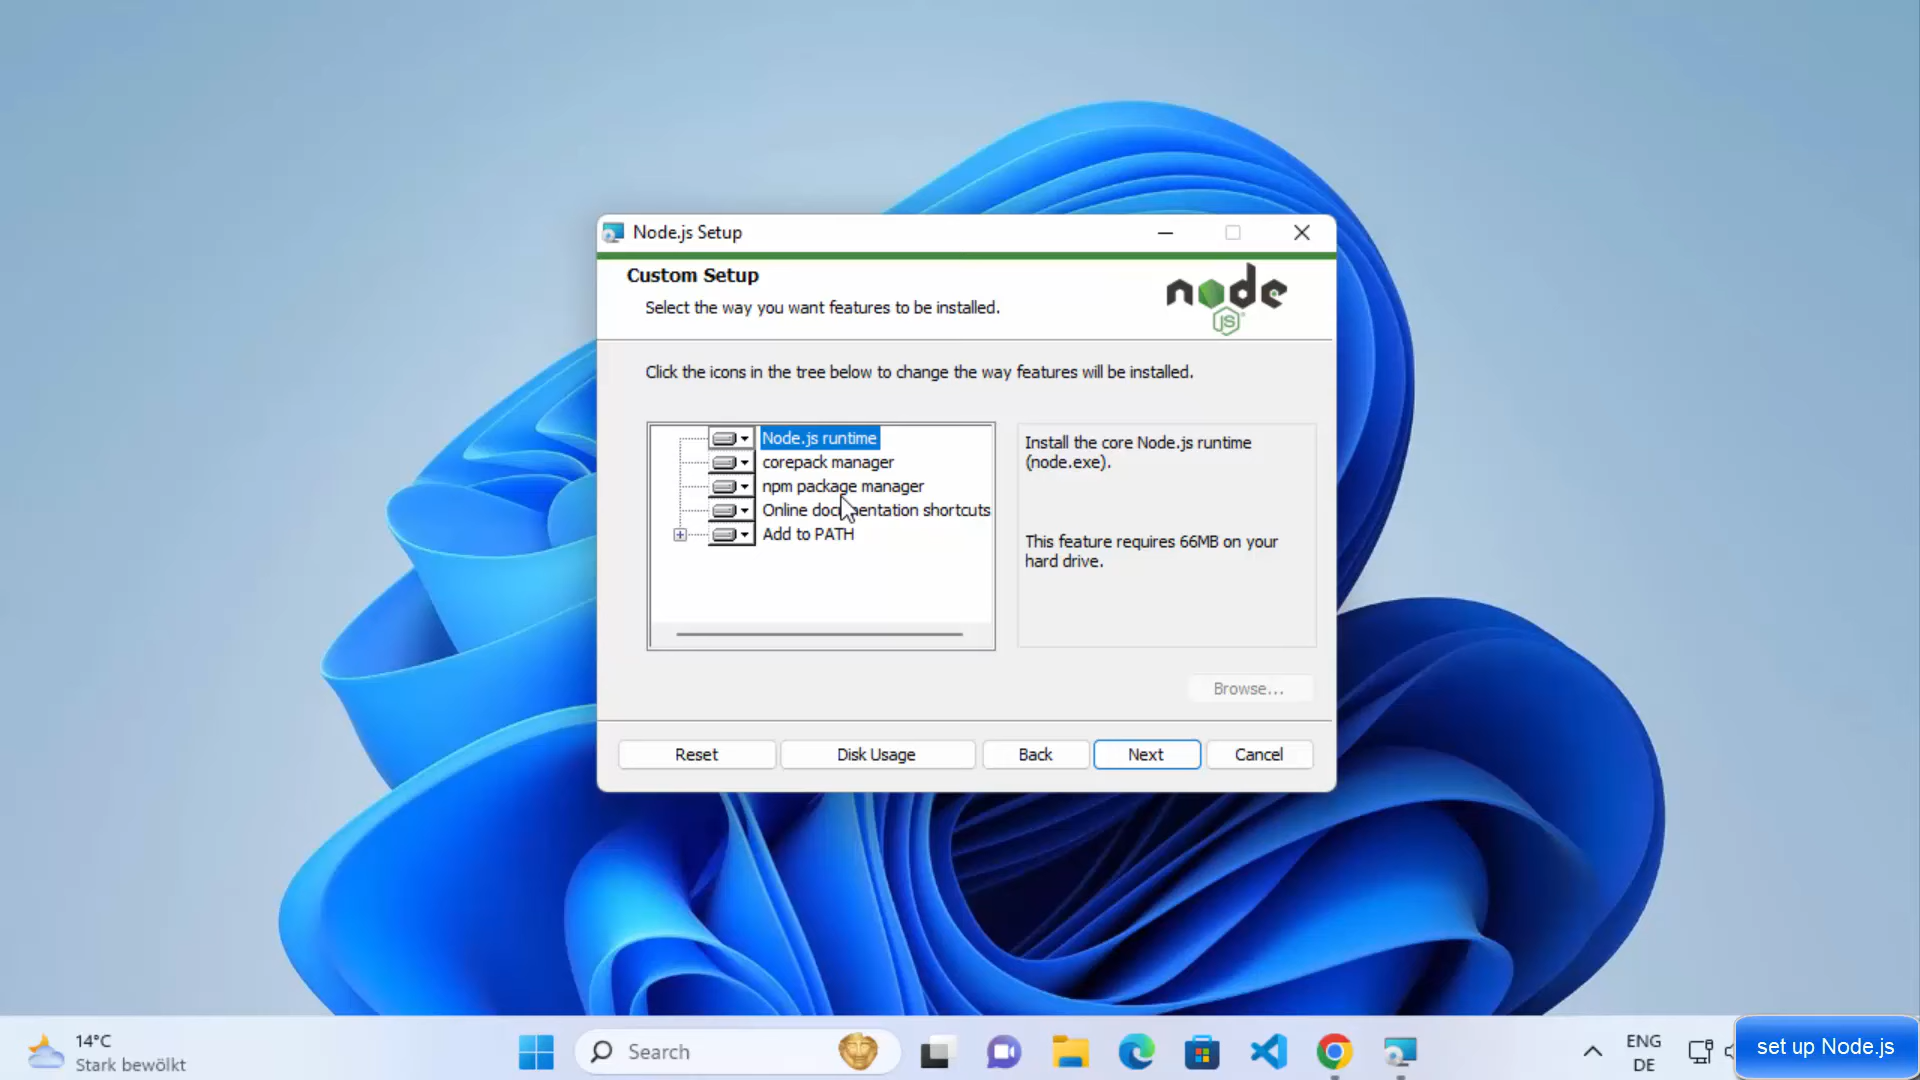 Node.js Setup
Custom Setup
Select the way you want features to be installed.
node
JS
Click the icons in the tree below to change the way features will be installed.
Node.js runtime
corepack manager
npm package manager
Online documentation shortcuts
Add to PATH
Install the core Node.js runtime
(node.exe).
This feature requires 66MB on your
hard drive.
Browse...
Reset
Disk Usage
Back
Next
Cancel
14°C
Stark bewölkt
Search
ENG
DE
set up Node.js